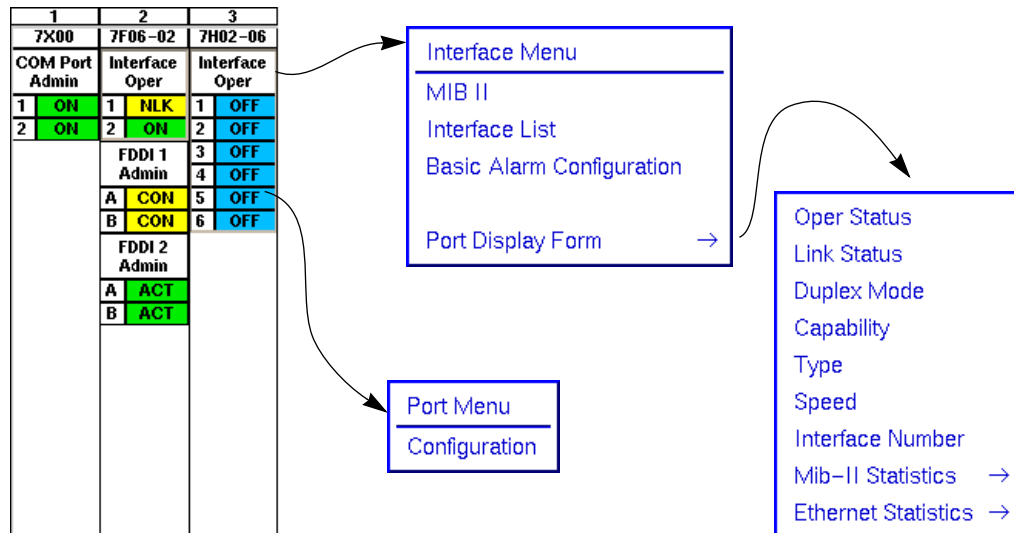 1 2 3
7X00 7F06-02 7H02-06
COM Port Interface Interface
Admin Oper Oper
1 ON 1 NLK 1 OFF
2 ON 2 ON 2 OFF
FDDI 1 3 OFF
Admin 4 OFF
A CON 5 OFF
B CON 6 OFF
FDDI 2
Admin
A ACT
B ACT
Interface Menu
MIB II
Interface List
Basic Alarm Configuration
Port Display Form →
Port Menu
Configuration
Oper Status
Link Status
Duplex Mode
Capability
Type
Speed
Interface Number
Mib-II Statistics →
Ethernet Statistics →